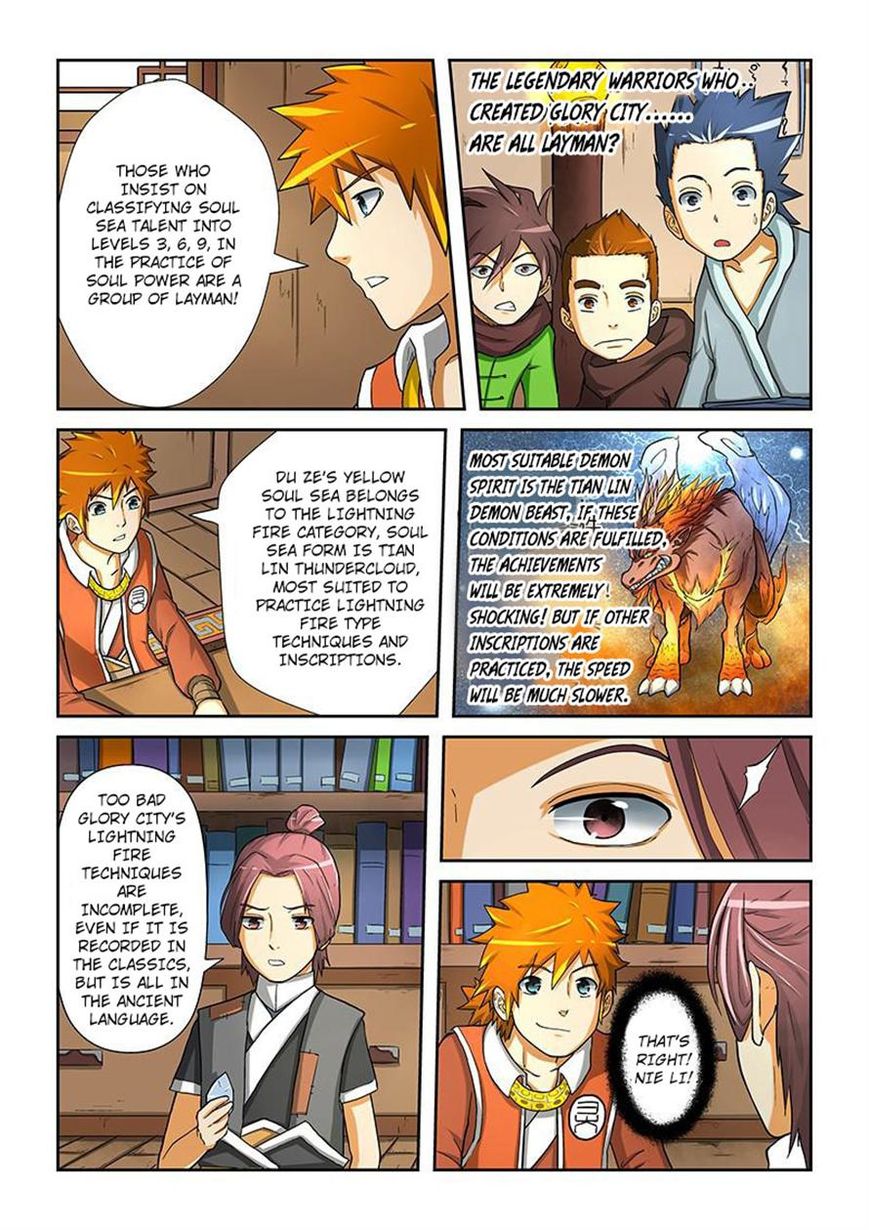 THOSE WHO
INSIST ON
CLASSIFYING SOUL
SEA TALENT INTO
LEVELS 3, 6, 9, IN
THE PRACTICE OF
SOUL POWER ARE A
GROUP OF LAYMAN!
THE LEGENDARY WARRIORS WHO..
CREATED GLORY CITY......
ARE ALL LAYMAN?
DU ZE'S YELLOW
SOUL SEA BELONGS
TO THE LIGHTNING
FIRE CATEGORY, SOUL
SEA FORM IS TIAN
LIN THUNDERCLOUD,
MOST SUITED TO
PRACTICE LIGHTNING
FIRE TYPE
TECHNIQUES AND
INSCRIPTIONS.
MOST SUITABLE DEMON
SPIRIT IS THE TIAN LIN
DEMON BEAST, IF THESE
CONDITIONS ARE FULFILLED,
THE ACHIEVEMENTS
WILL BE EXTREMELY!
SHOCKING! BUT IF OTHER
INSCRIPTIONS ARE
PRACTICED, THE SPEED
WILL BE MUCH SLOWER.
TOO BAD
GLORY CITY'S
LIGHTNING
FIRE
TECHNIQUES
ARE
INCOMPLETE,
EVEN IF IT IS
RECORDED IN
THE CLASSICS,
BUT IS ALL IN
THE ANCIENT
LANGUAGE.
THAT'S
RIGHT!
NIE LI!